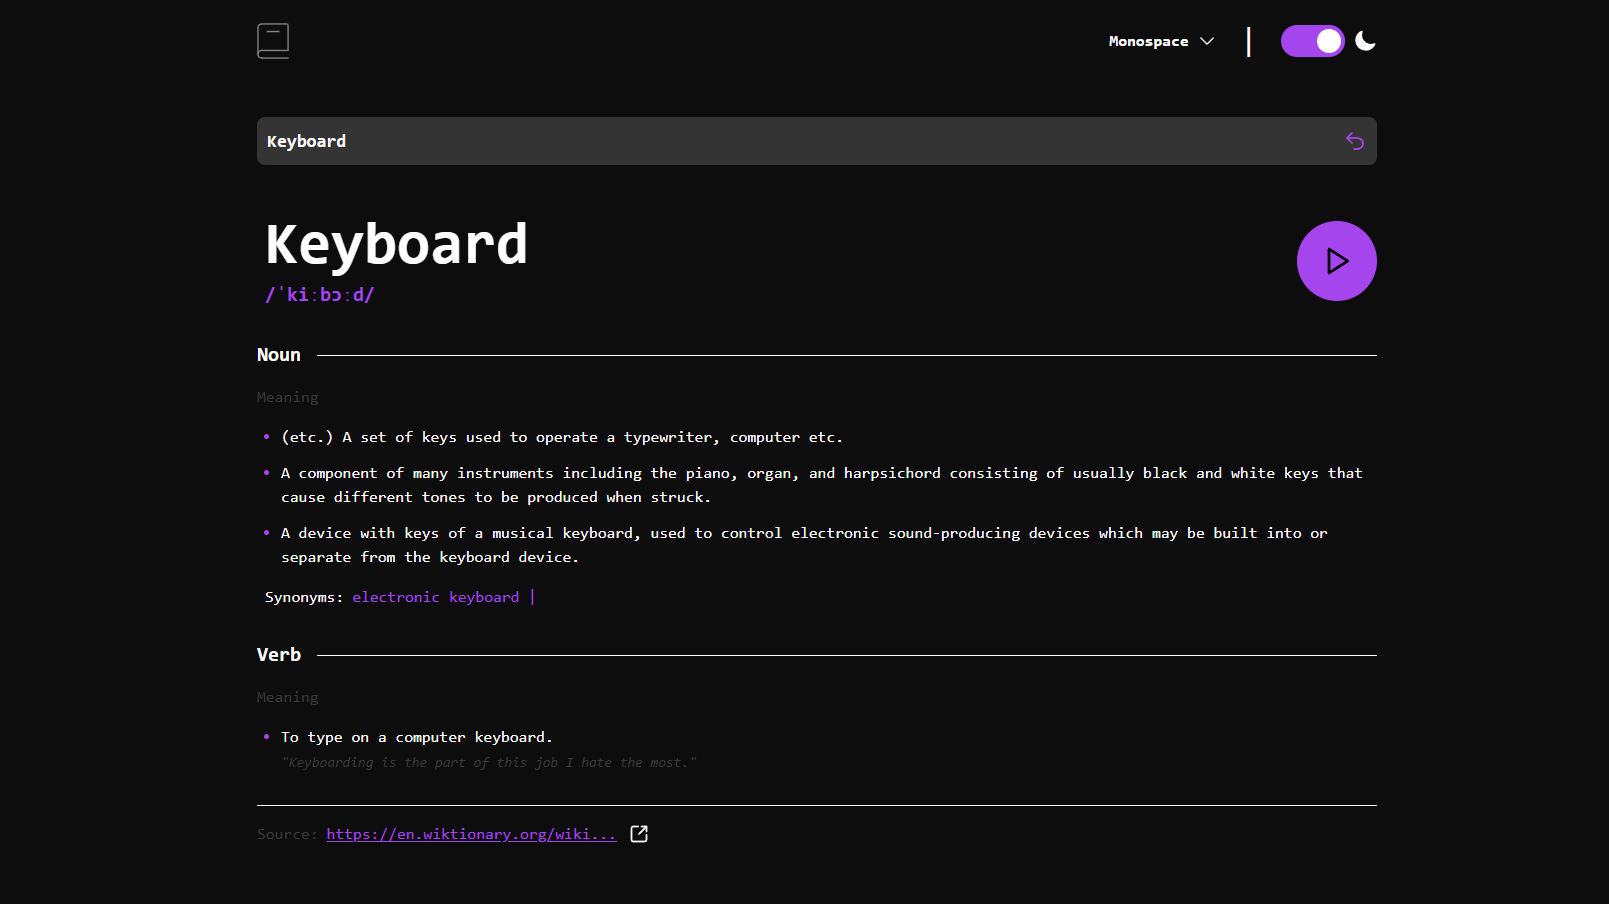 Monospace
Keyboard
Keyboard
/ˈkiːbɔːd/
Noun
Meaning
• (etc.) A set of keys used to operate a typewriter, computer etc.
• A component of many instruments including the piano, organ, and harpsichord consisting of usually black and white keys that
cause different tones to be produced when struck.
• A device with keys of a musical keyboard, used to control electronic sound-producing devices which may be built into or
separate from the keyboard device.
Synonyms: electronic keyboard |
Verb
Meaning
• To type on a computer keyboard.
"Keyboarding is the part of this job I hate the most."
Source: https://en.wiktionary.org/wiki...